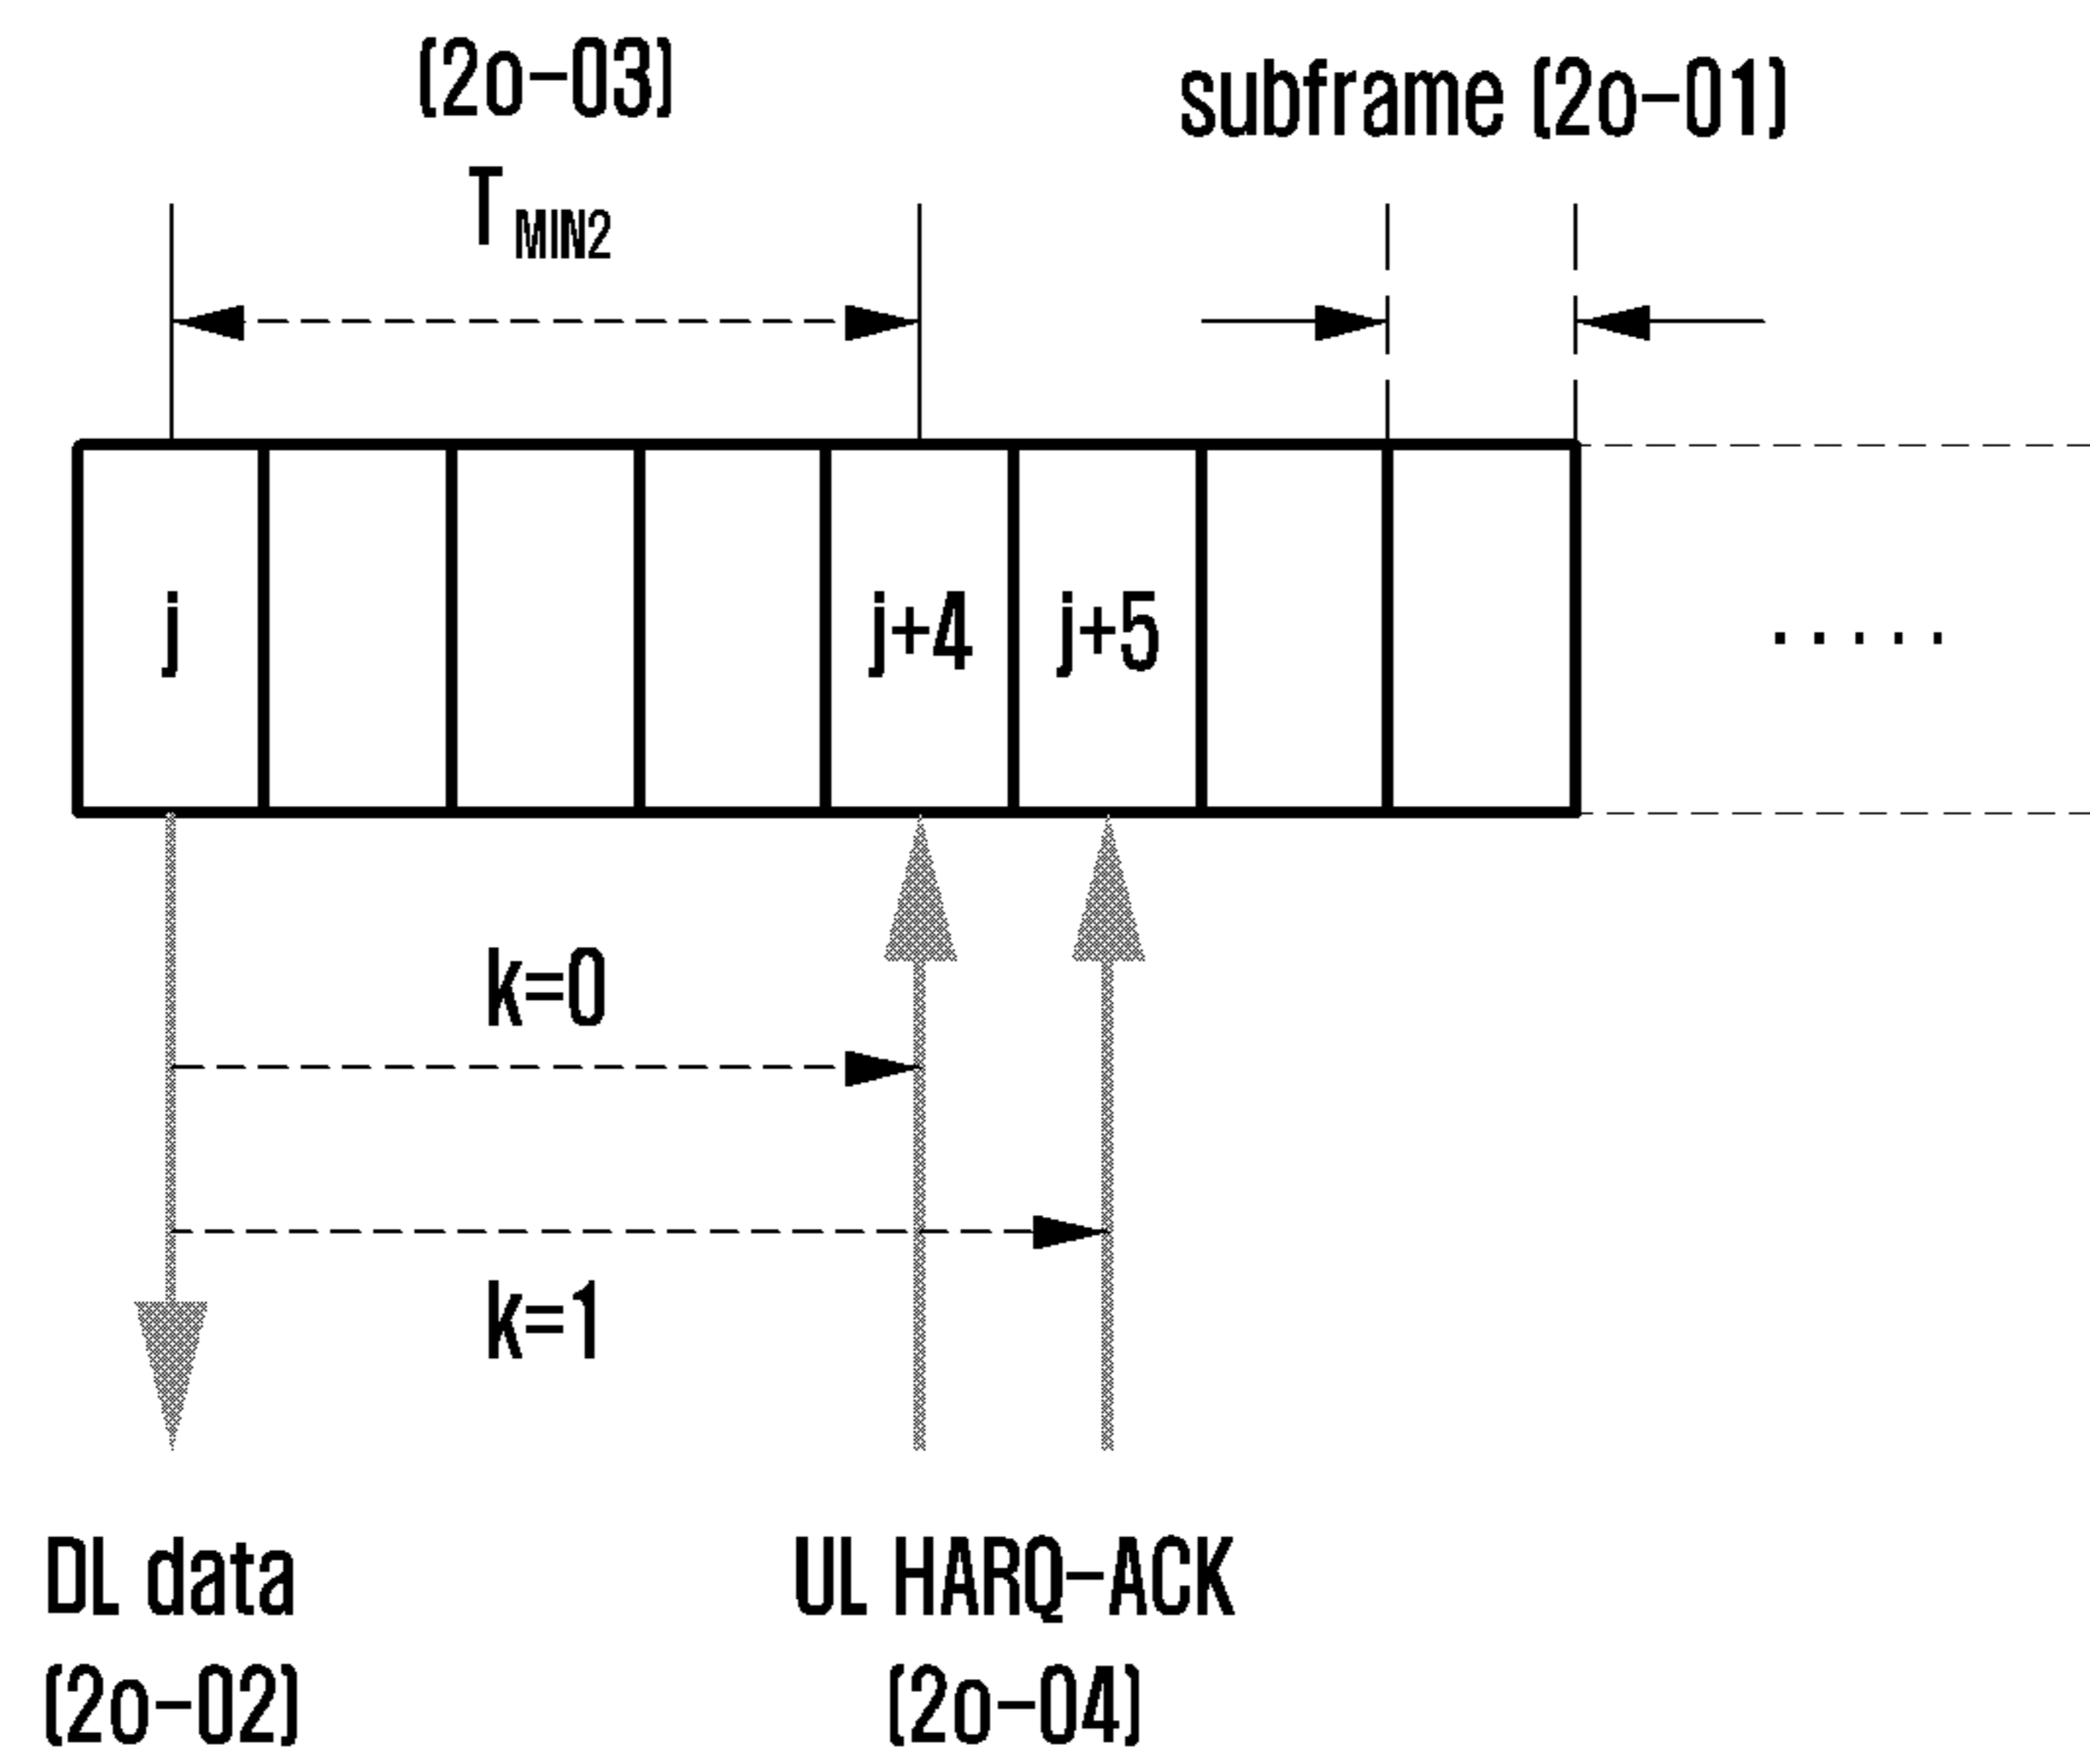 (2o-03)
subframe (2o-01)
T MIN2
j
j+4
j+5
.....
k=0
k=1
DL data
(2o-02)
UL HARQ-ACK
(2o-04)